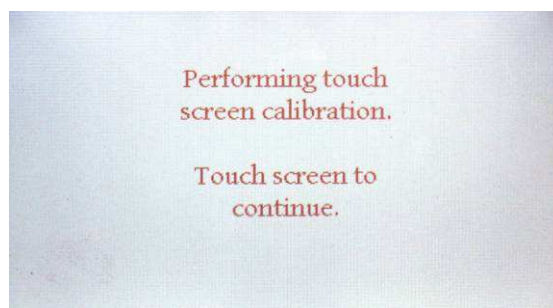 Performing touch
screen calibration.
Touch screen to
continue.